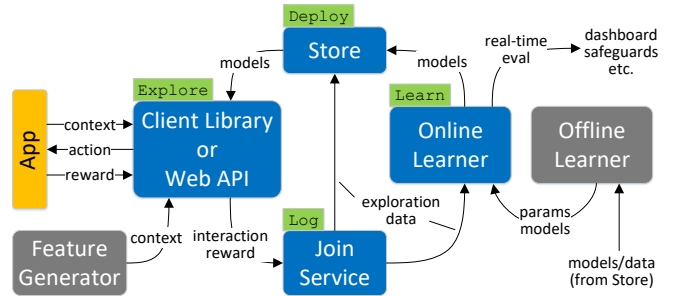 Deploy
Store
models
models
real-time
eval
dashboard
safeguards
etc.
Explore
Learn
App
context
action
reward
Client Library
or
Web API
Online
Learner
Offline
Learner
exploration
data
params
models
Feature
Generator
context
interaction
reward
Log
Join
Service
models/data
(from Store)